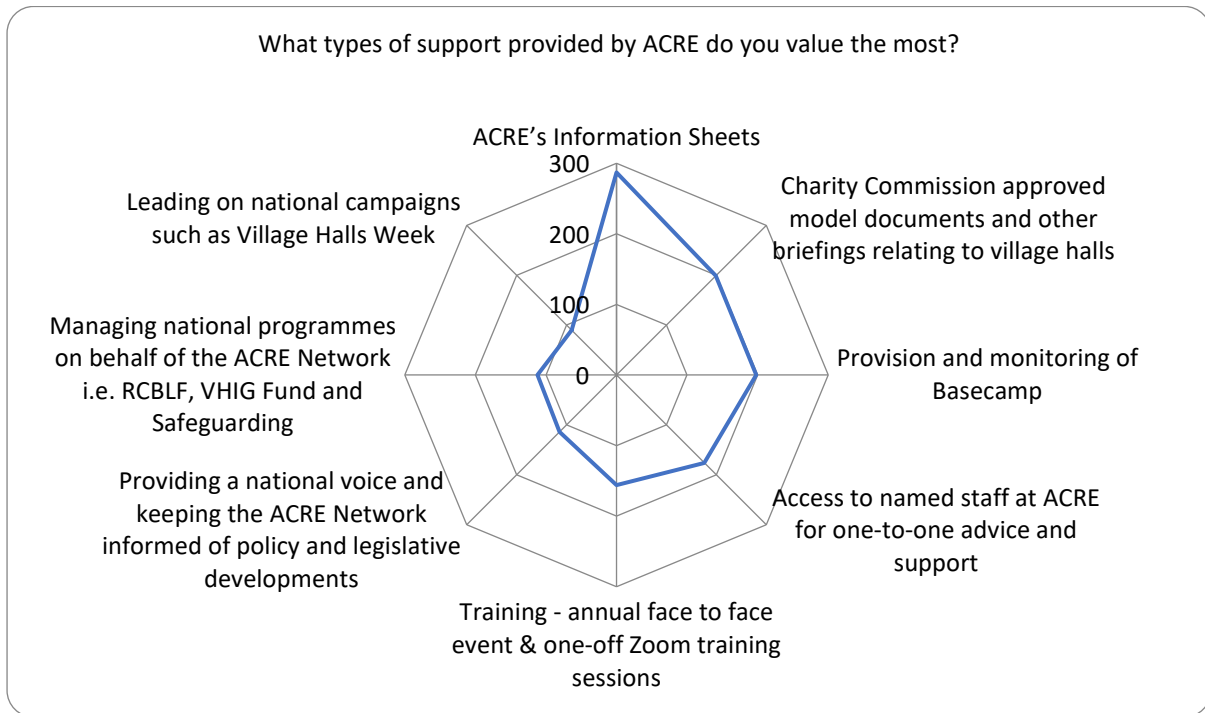 What types of support provided by ACRE do you value the most?
ACRE’s Information Sheets
300
200
100
0
Charity Commission approved
model documents and other
briefings relating to village halls
Provision and monitoring of
Basecamp
Access to named staff at ACRE
for one-to-one advice and
support
Training - annual face to face
event & one-off Zoom training
sessions
Providing a national voice and
keeping the ACRE Network
informed of policy and legislative
developments
Managing national programmes
on behalf of the ACRE Network
i.e. RCBLF, VHIG Fund and
Safeguarding
Leading on national campaigns
such as Village Halls Week